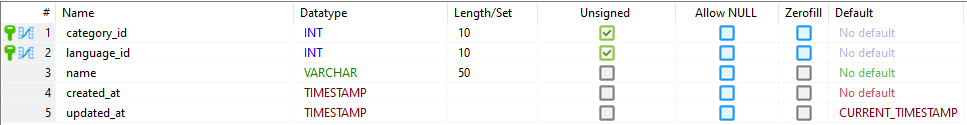 # Name Datatype Length/Set Unsigned Allow NULL Zerofill Default
1 category_id INT 10 No default
2 language_id INT 10 No default
3 name VARCHAR 50 No default
4 created_at TIMESTAMP No default
5 updated_at TIMESTAMP CURRENT_TIMESTAMP